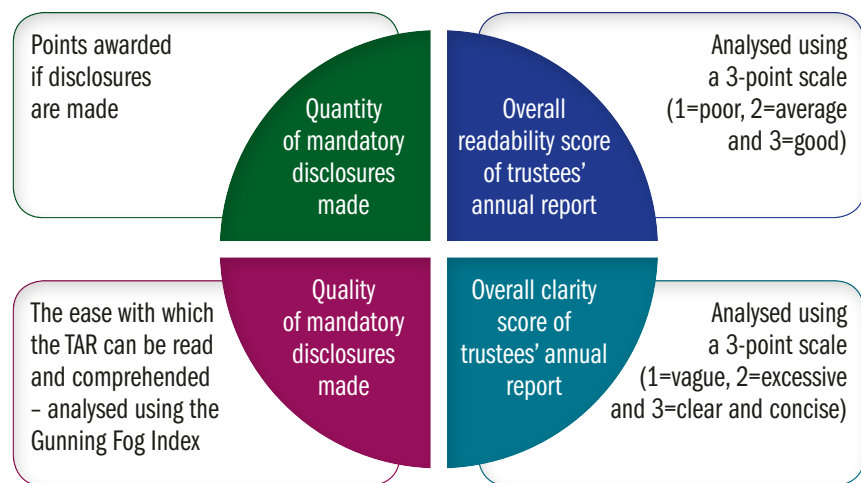 Points awarded
if disclosures
are made
Quantity
of mandatory
disclosures
made
Overall
readability score
of trustees’
annual report
Analysed using
a 3-point scale
(1=poor, 2=average
and 3=good)
The ease with which
the TAR can be read
and comprehended
– analysed using the
Gunning Fog Index
Quality
of mandatory
disclosures
made
Overall clarity
score of
trustees’ annual
report
Analysed using
a 3-point scale
(1=vague, 2=excessive
and 3=clear and concise)